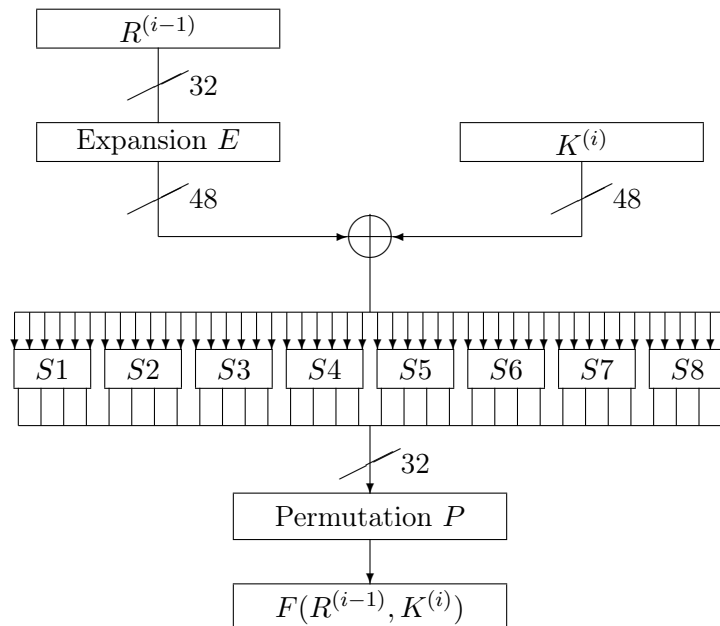 R^{(i−1)}
32
Expansion E
K^{(i)}
48
48
S1 S2 S3 S4 S5 S6 S7 S8
32
Permutation P
F(R^{(i−1)}, K^{(i)})